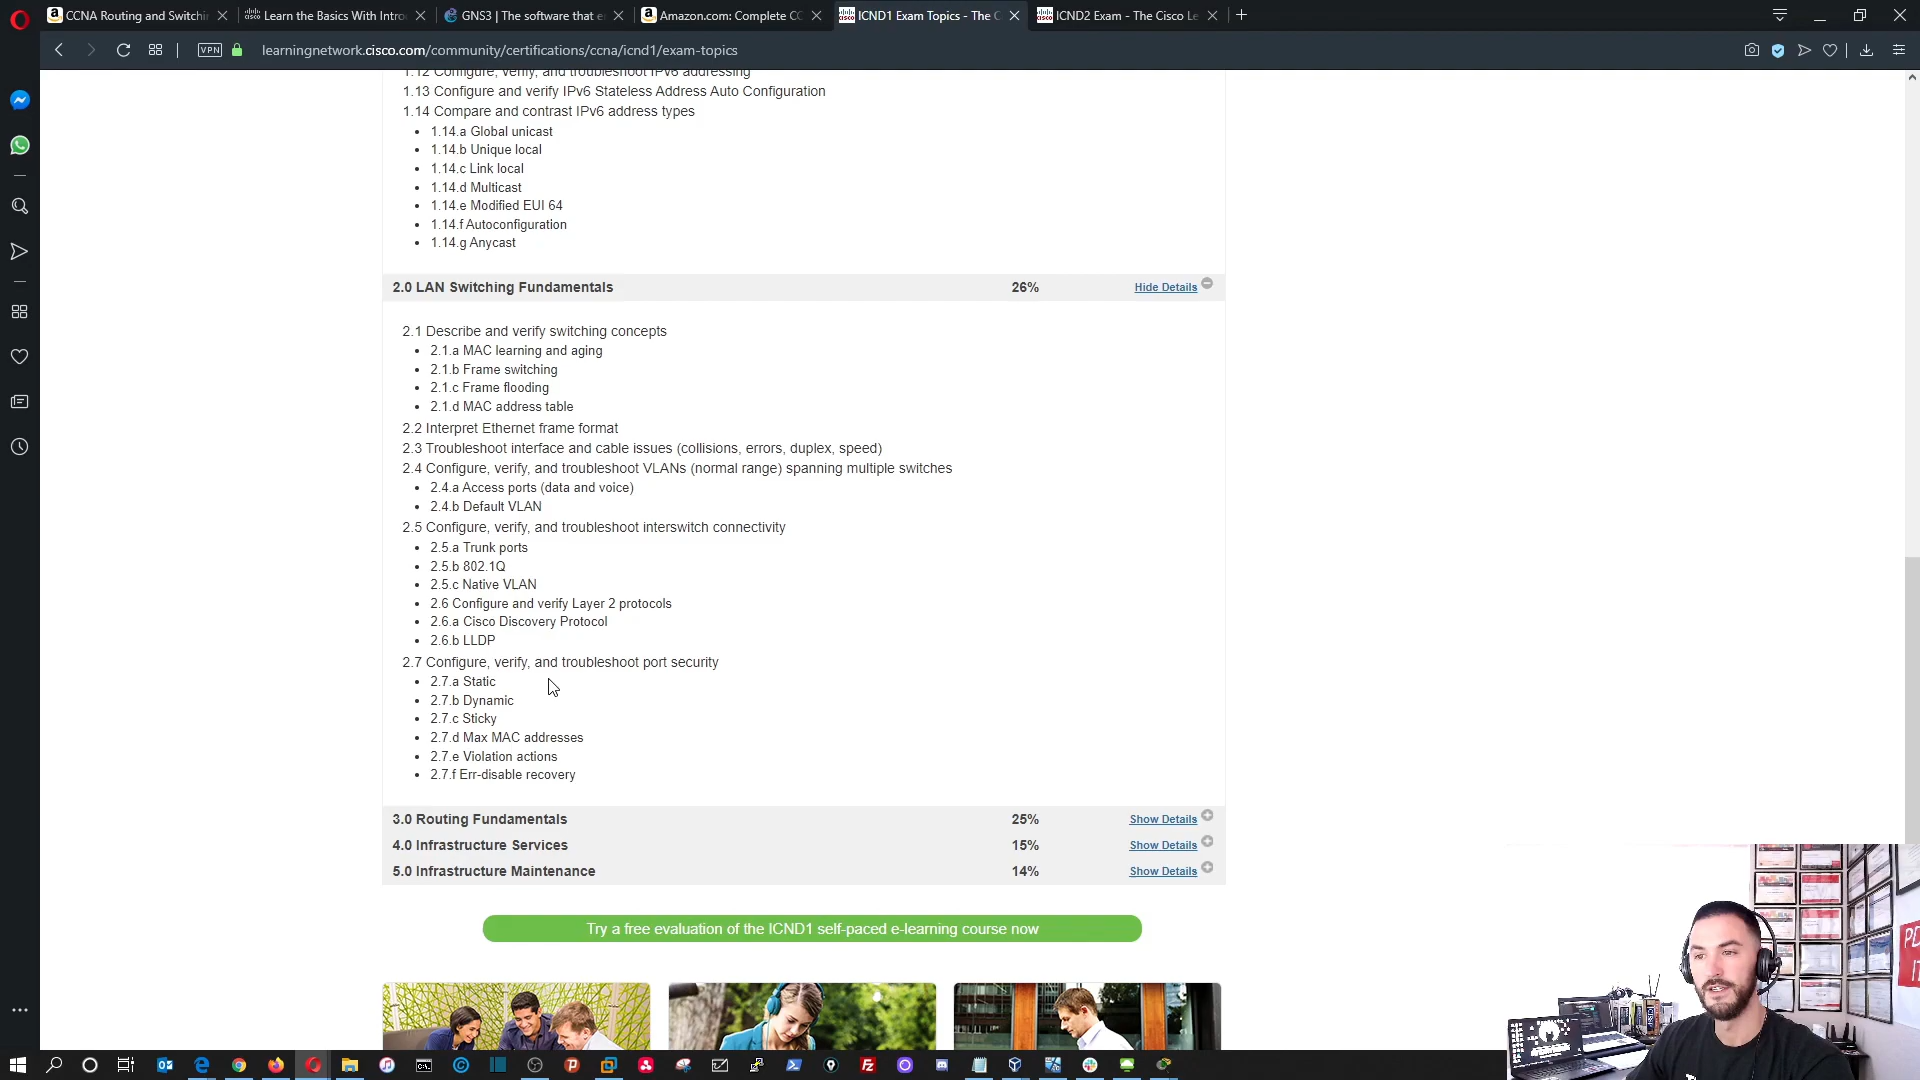 CCNA Routing and Switchin
Learn the Basics With Intro
GNS3 | The software that e
Amazon.com: Complete CC
ICND1 Exam Topics - The C
ICND2 Exam - The Cisco Le
VPN
learningnetwork.cisco.com/community/certifications/ccna/icnd1/exam-topics
1.12 Configure, verify, and troubleshoot IPv6 addressing
1.13 Configure and verify IPv6 Stateless Address Auto Configuration
1.14 Compare and contrast IPv6 address types
1.14.a Global unicast
1.14.b Unique local
1.14.c Link local
1.14.d Multicast
1.14.e Modified EUI 64
1.14.f Autoconfiguration
1.14.g Anycast
2.0 LAN Switching Fundamentals 26% Hide Details
2.1 Describe and verify switching concepts
2.1.a MAC learning and aging
2.1.b Frame switching
2.1.c Frame flooding
2.1.d MAC address table
2.2 Interpret Ethernet frame format
2.3 Troubleshoot interface and cable issues (collisions, errors, duplex, speed)
2.4 Configure, verify, and troubleshoot VLANs (normal range) spanning multiple switches
2.4.a Access ports (data and voice)
2.4.b Default VLAN
2.5 Configure, verify, and troubleshoot interswitch connectivity
2.5.a Trunk ports
2.5.b 802.1Q
2.5.c Native VLAN
2.6 Configure and verify Layer 2 protocols
2.6.a Cisco Discovery Protocol
2.6.b LLDP
2.7 Configure, verify, and troubleshoot port security
2.7.a Static
2.7.b Dynamic
2.7.c Sticky
2.7.d Max MAC addresses
2.7.e Violation actions
2.7.f Err-disable recovery
3.0 Routing Fundamentals 25% Show Details
4.0 Infrastructure Services 15% Show Details
5.0 Infrastructure Maintenance 14% Show Details
Try a free evaluation of the ICND1 self-paced e-learning course now